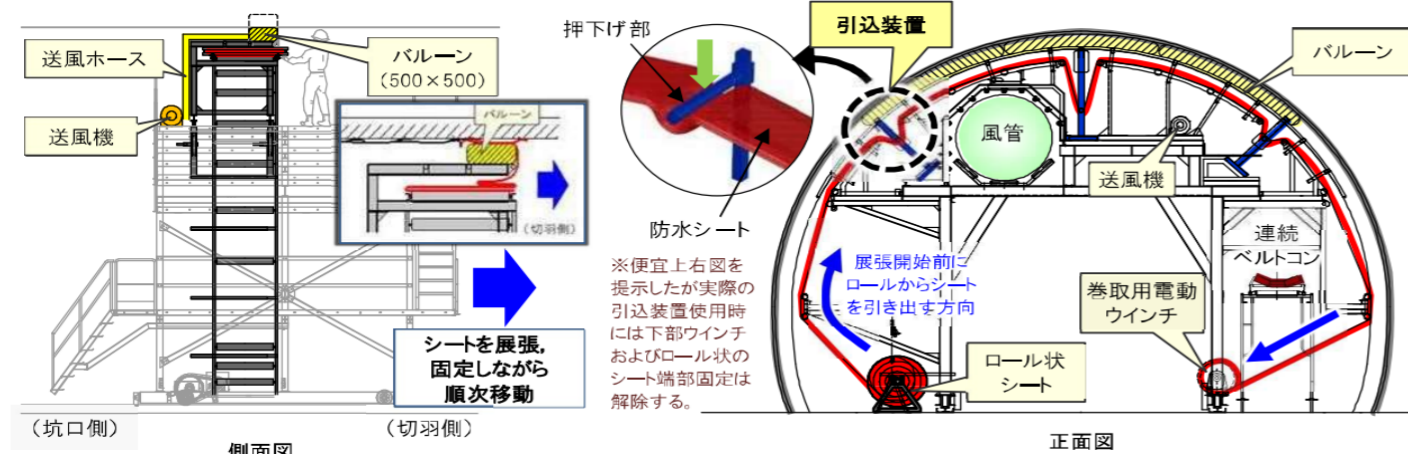 送風ホース
バルーン
(500×500)
送風機
バルーン
(切羽側)
シートを展張,
固定しながら
順次移動
(坑口側)
(切羽側)
側面図
押下げ部
引込装置
バルーン
風管
送風機
防水シート
※便宜上右図を
提示したが実際の
引込装置使用時
には下部ウインチ
およびロール状の
シート端部固定は
解除する。
展張開始前に
ロールからシート
を引き出す方向
連続
ベルトコン
巻取用電動
ウインチ
ロール状
シート
正面図